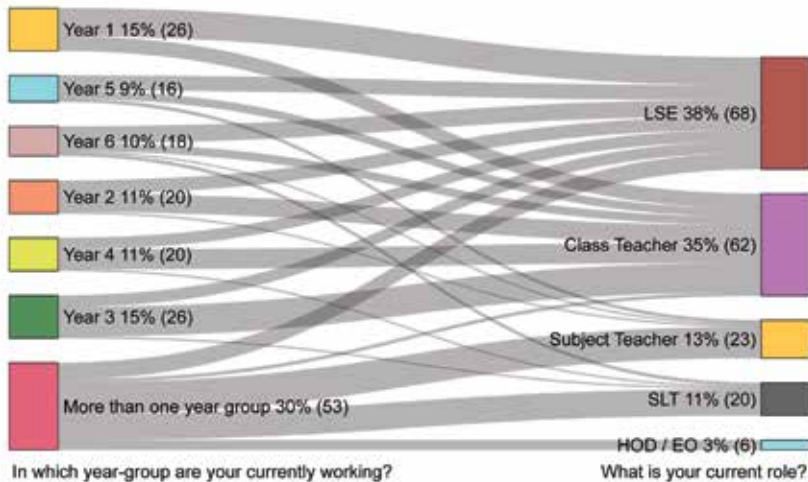 Year 1 15% (26)
Year 5 9% (16)
Year 6 10% (18)
Year 2 11% (20)
Year 4 11% (20)
Year 3 15% (26)
More than one year group 30% (53)
In which year-group are your currently working?
LSE 38% (68)
Class Teacher 35% (62)
Subject Teacher 13% (23)
SLT 11% (20)
HOD / EO 3% (6)
What is your current role?